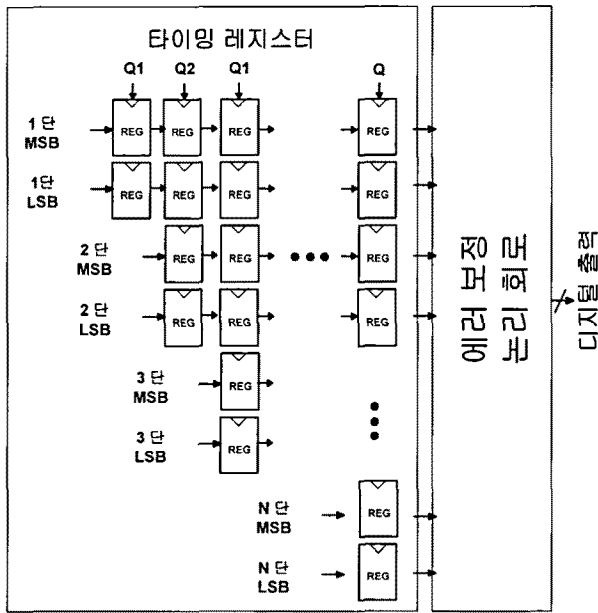 타이밍 레지스터
Q1 Q2 Q1 Q
1 단
MSB
REG REG REG REG
1단
LSB
REG REG REG REG
2 단
MSB
REG REG REG
2 단
LSB
REG REG REG
3 단
MSB
REG
3 단
LSB
REG
N 단
MSB
REG
N 단
LSB
REG
에러 보정
논리 회로
디지털 출력